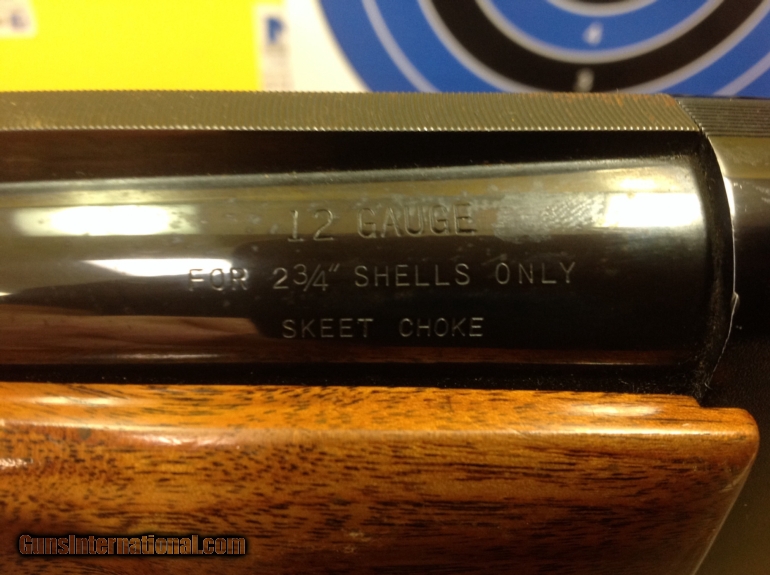 12 GAUGE
FOR 2¾" SHELLS ONLY
SKEET CHOKE
GunsInternational.com